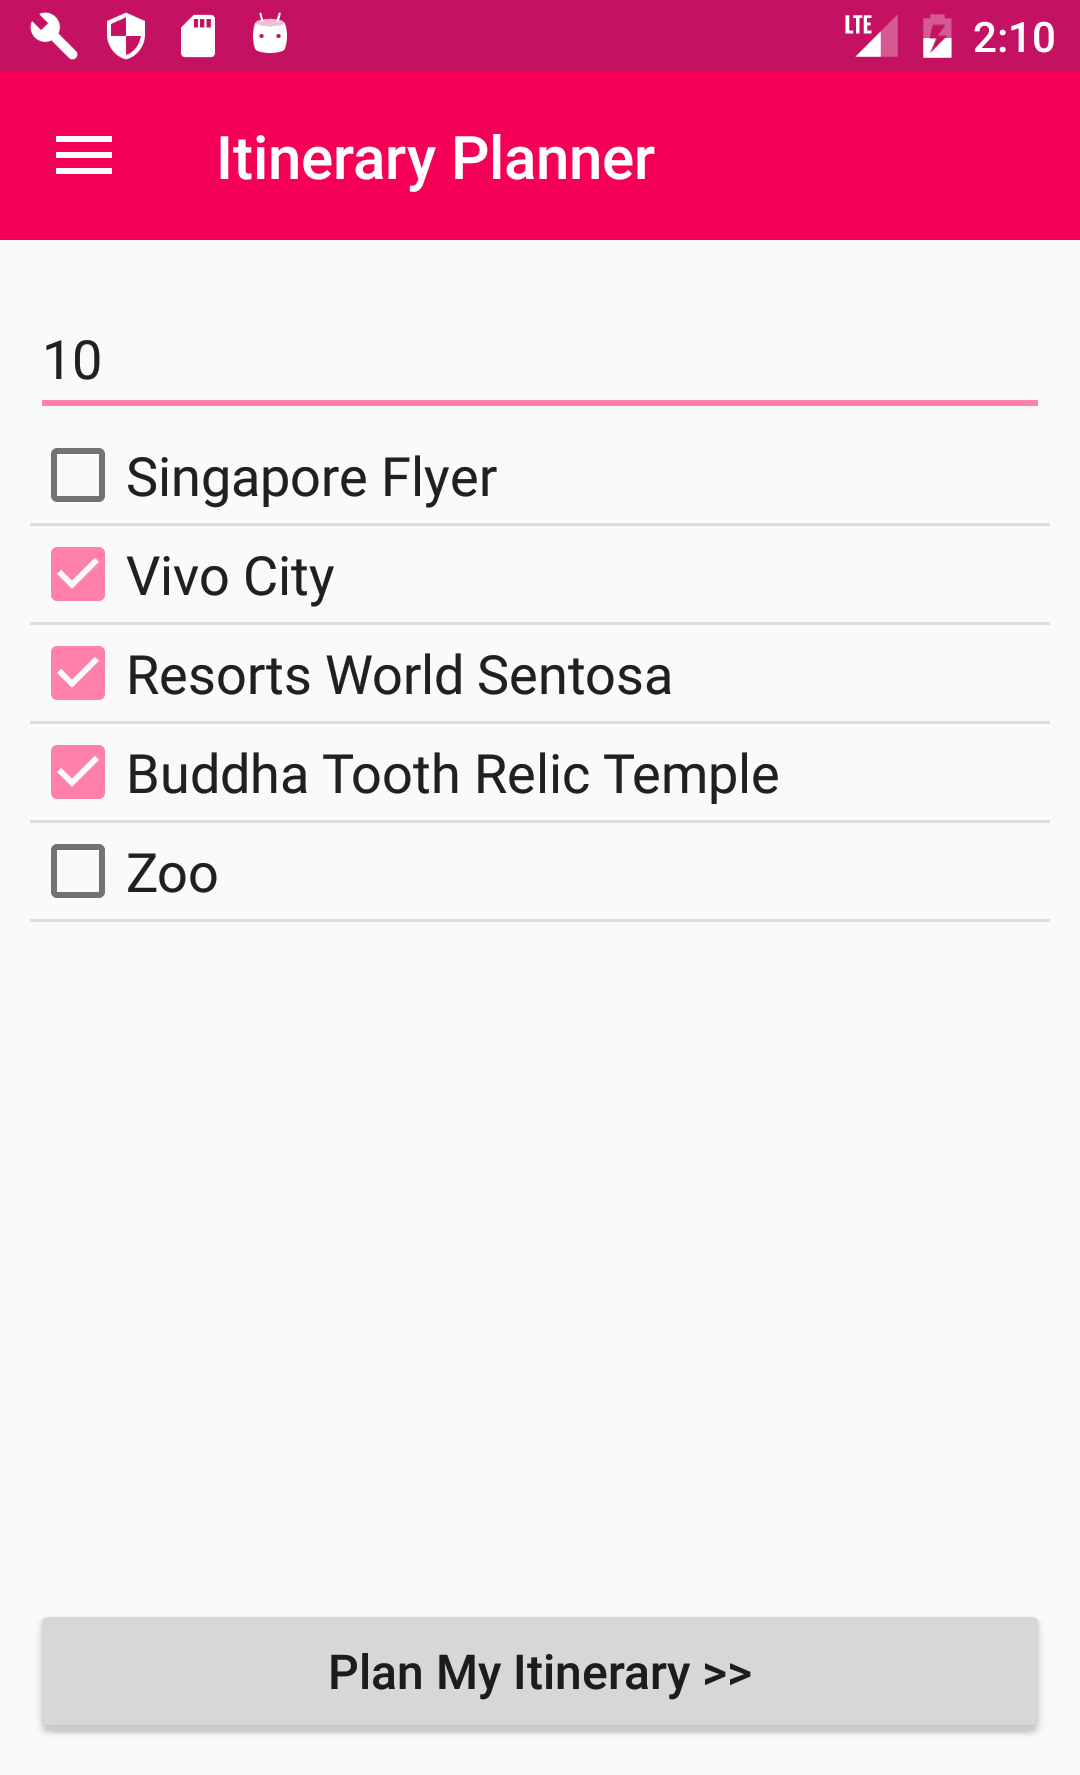 LTE 2:10
Itinerary Planner
10
Singapore Flyer
Vivo City
Resorts World Sentosa
Buddha Tooth Relic Temple
Zoo
Plan My Itinerary >>